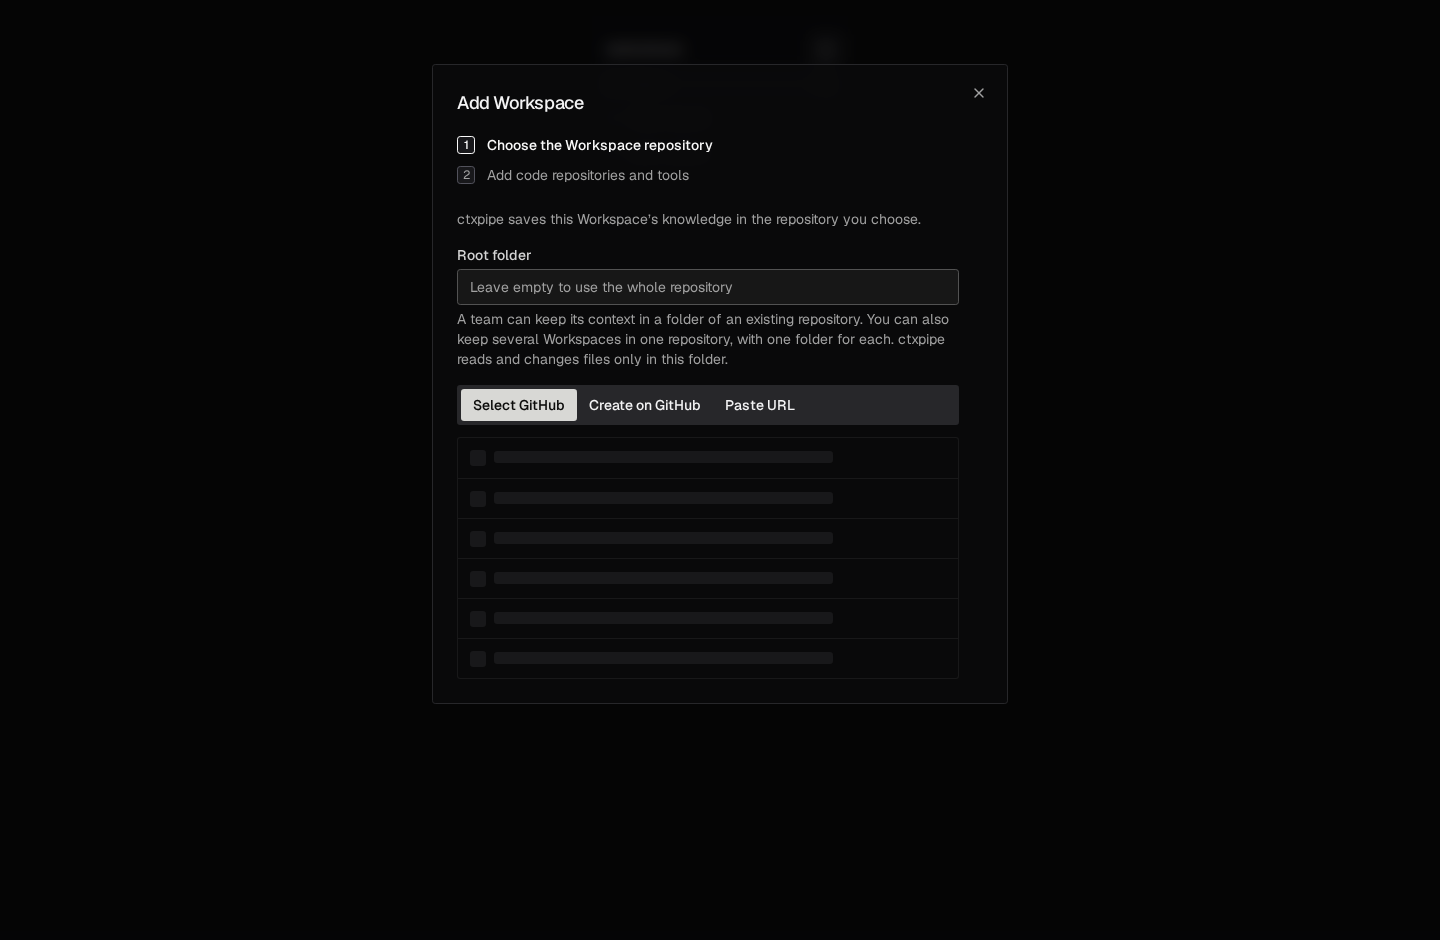 Add Workspace
1 Choose the Workspace repository
2 Add code repositories and tools
ctxpipe saves this Workspace's knowledge in the repository you choose.
Root folder
Leave empty to use the whole repository
A team can keep its context in a folder of an existing repository. You can also
keep several Workspaces in one repository, with one folder for each. ctxpipe
reads and changes files only in this folder.
Select GitHub Create on GitHub Paste URL